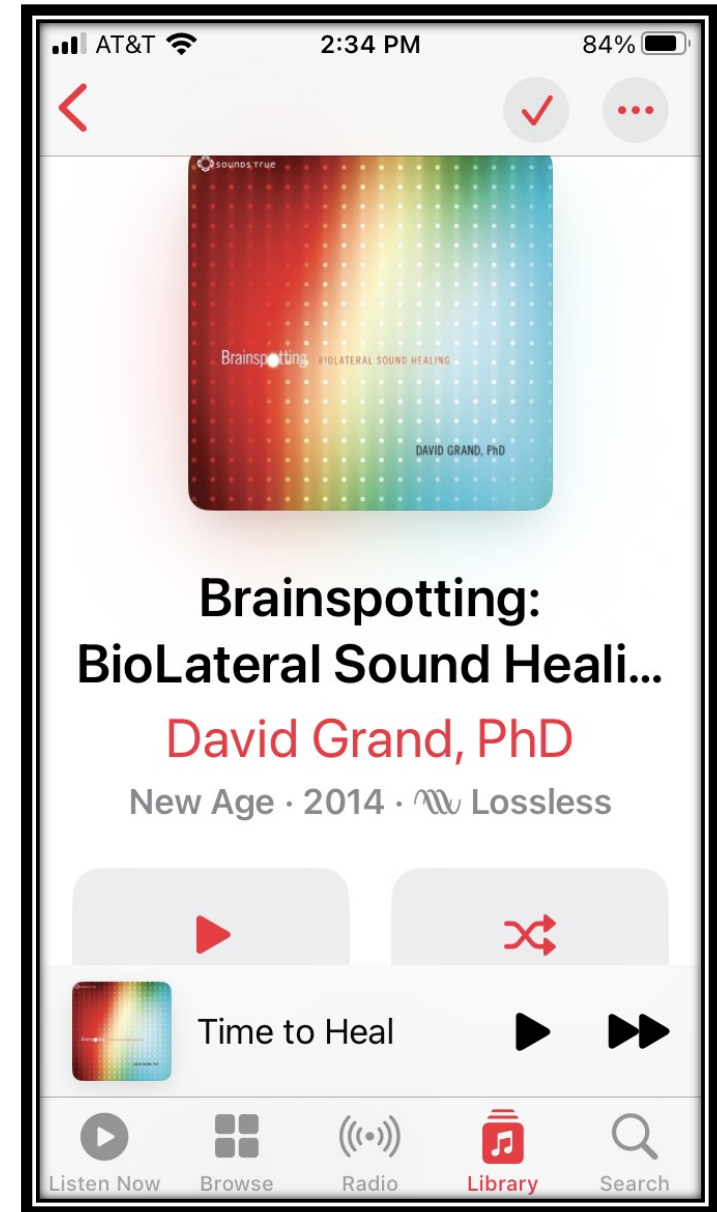 AT&T 2:34 PM 84%
SOUNDS TRUE
Brainspotting BIOLATERAL SOUND HEALING
DAVID GRAND, PhD
Brainspotting:
BioLateral Sound Heali...
David Grand, PhD
New Age · 2014 · Lossless
Time to Heal
Listen Now Browse Radio Library Search